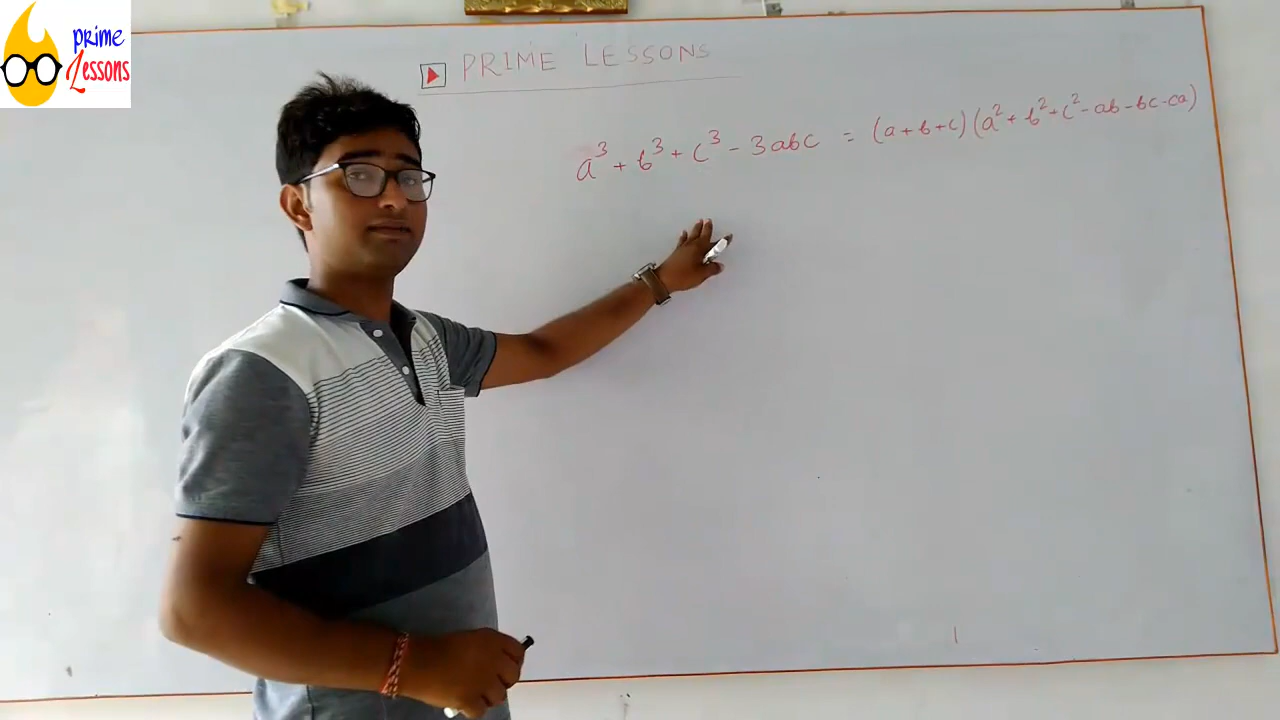 prime
Lessons
PRIME LESSONS
a³ + b³ + c³ - 3abc = (a+b+c)(a²+b²+c²-ab-bc-ca)